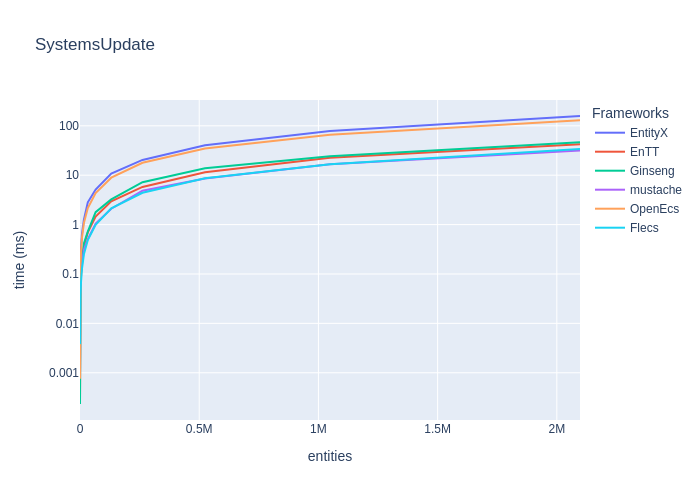 SystemsUpdate
Frameworks
EntityX
EnTT
Ginseng
mustache
OpenEcs
Flecs
100
10
1
0.1
0.01
0.001
time (ms)
0 0.5M 1M 1.5M 2M
entities